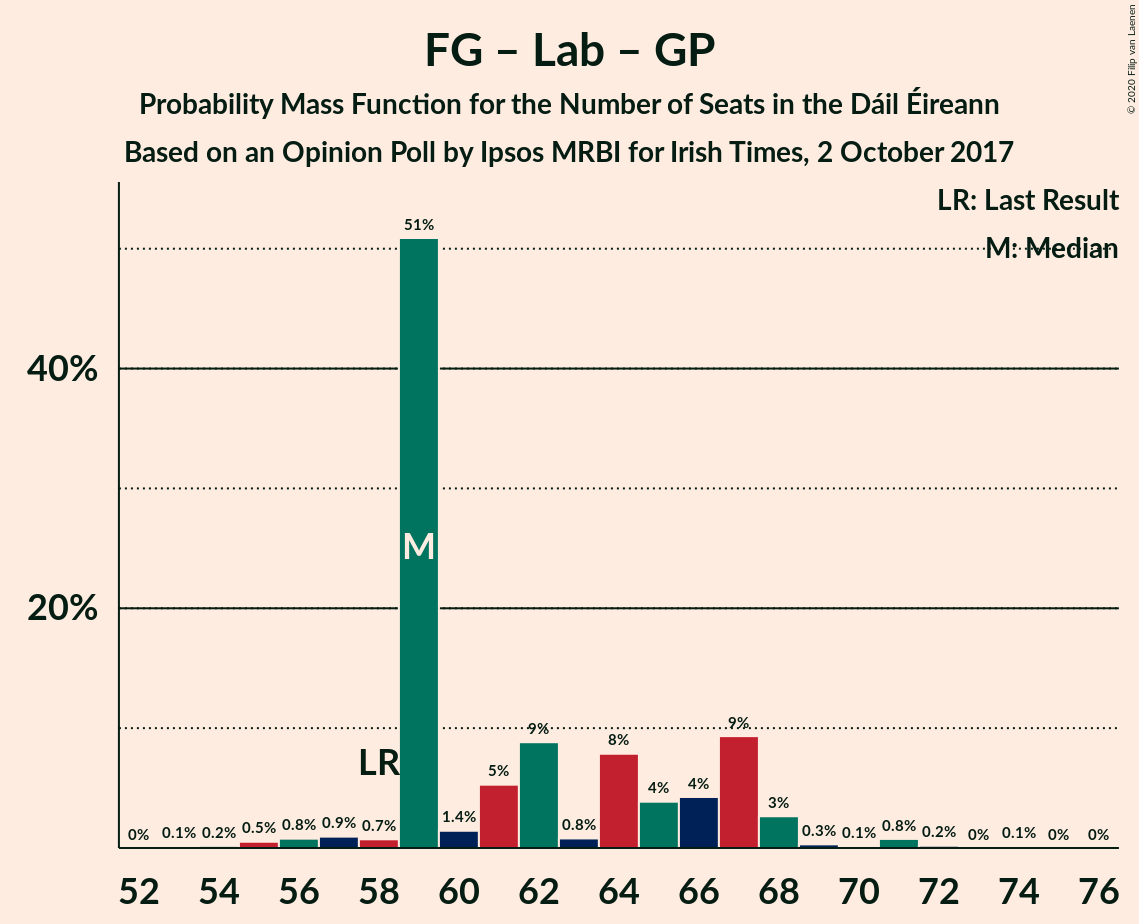 FG – Lab – GP
Probability Mass Function for the Number of Seats in the Dáil Éireann
Based on an Opinion Poll by Ipsos MRBI for Irish Times, 2 October 2017
© 2020 Filip van Laenen
LR: Last Result
M: Median
40%
20%
0% 0.1% 0.2% 0.5% 0.8% 0.9% 0.7% 51% 1.4% 5% 9% 0.8% 8% 4% 4% 9% 3% 0.3% 0.1% 0.8% 0.2% 0% 0.1% 0% 0%
M
LR
52 54 56 58 60 62 64 66 68 70 72 74 76